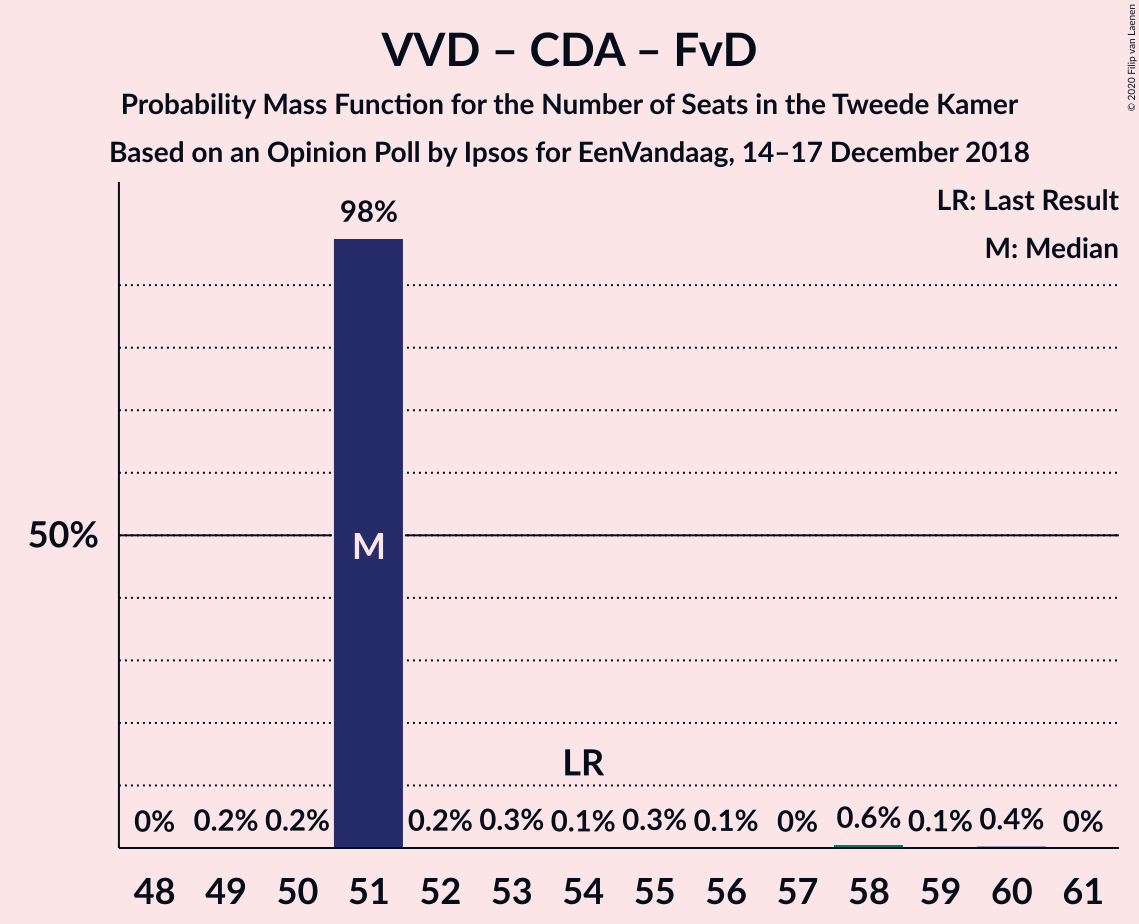 VVD – CDA – FvD
Probability Mass Function for the Number of Seats in the Tweede Kamer
Based on an Opinion Poll by Ipsos for EenVandaag, 14–17 December 2018
© 2020 Filip van Laenen
LR: Last Result
M: Median
98%
50%
M
LR
0% 0.2% 0.2% 0.2% 0.3% 0.1% 0.3% 0.1% 0% 0.6% 0.1% 0.4% 0%
48 49 50 51 52 53 54 55 56 57 58 59 60 61